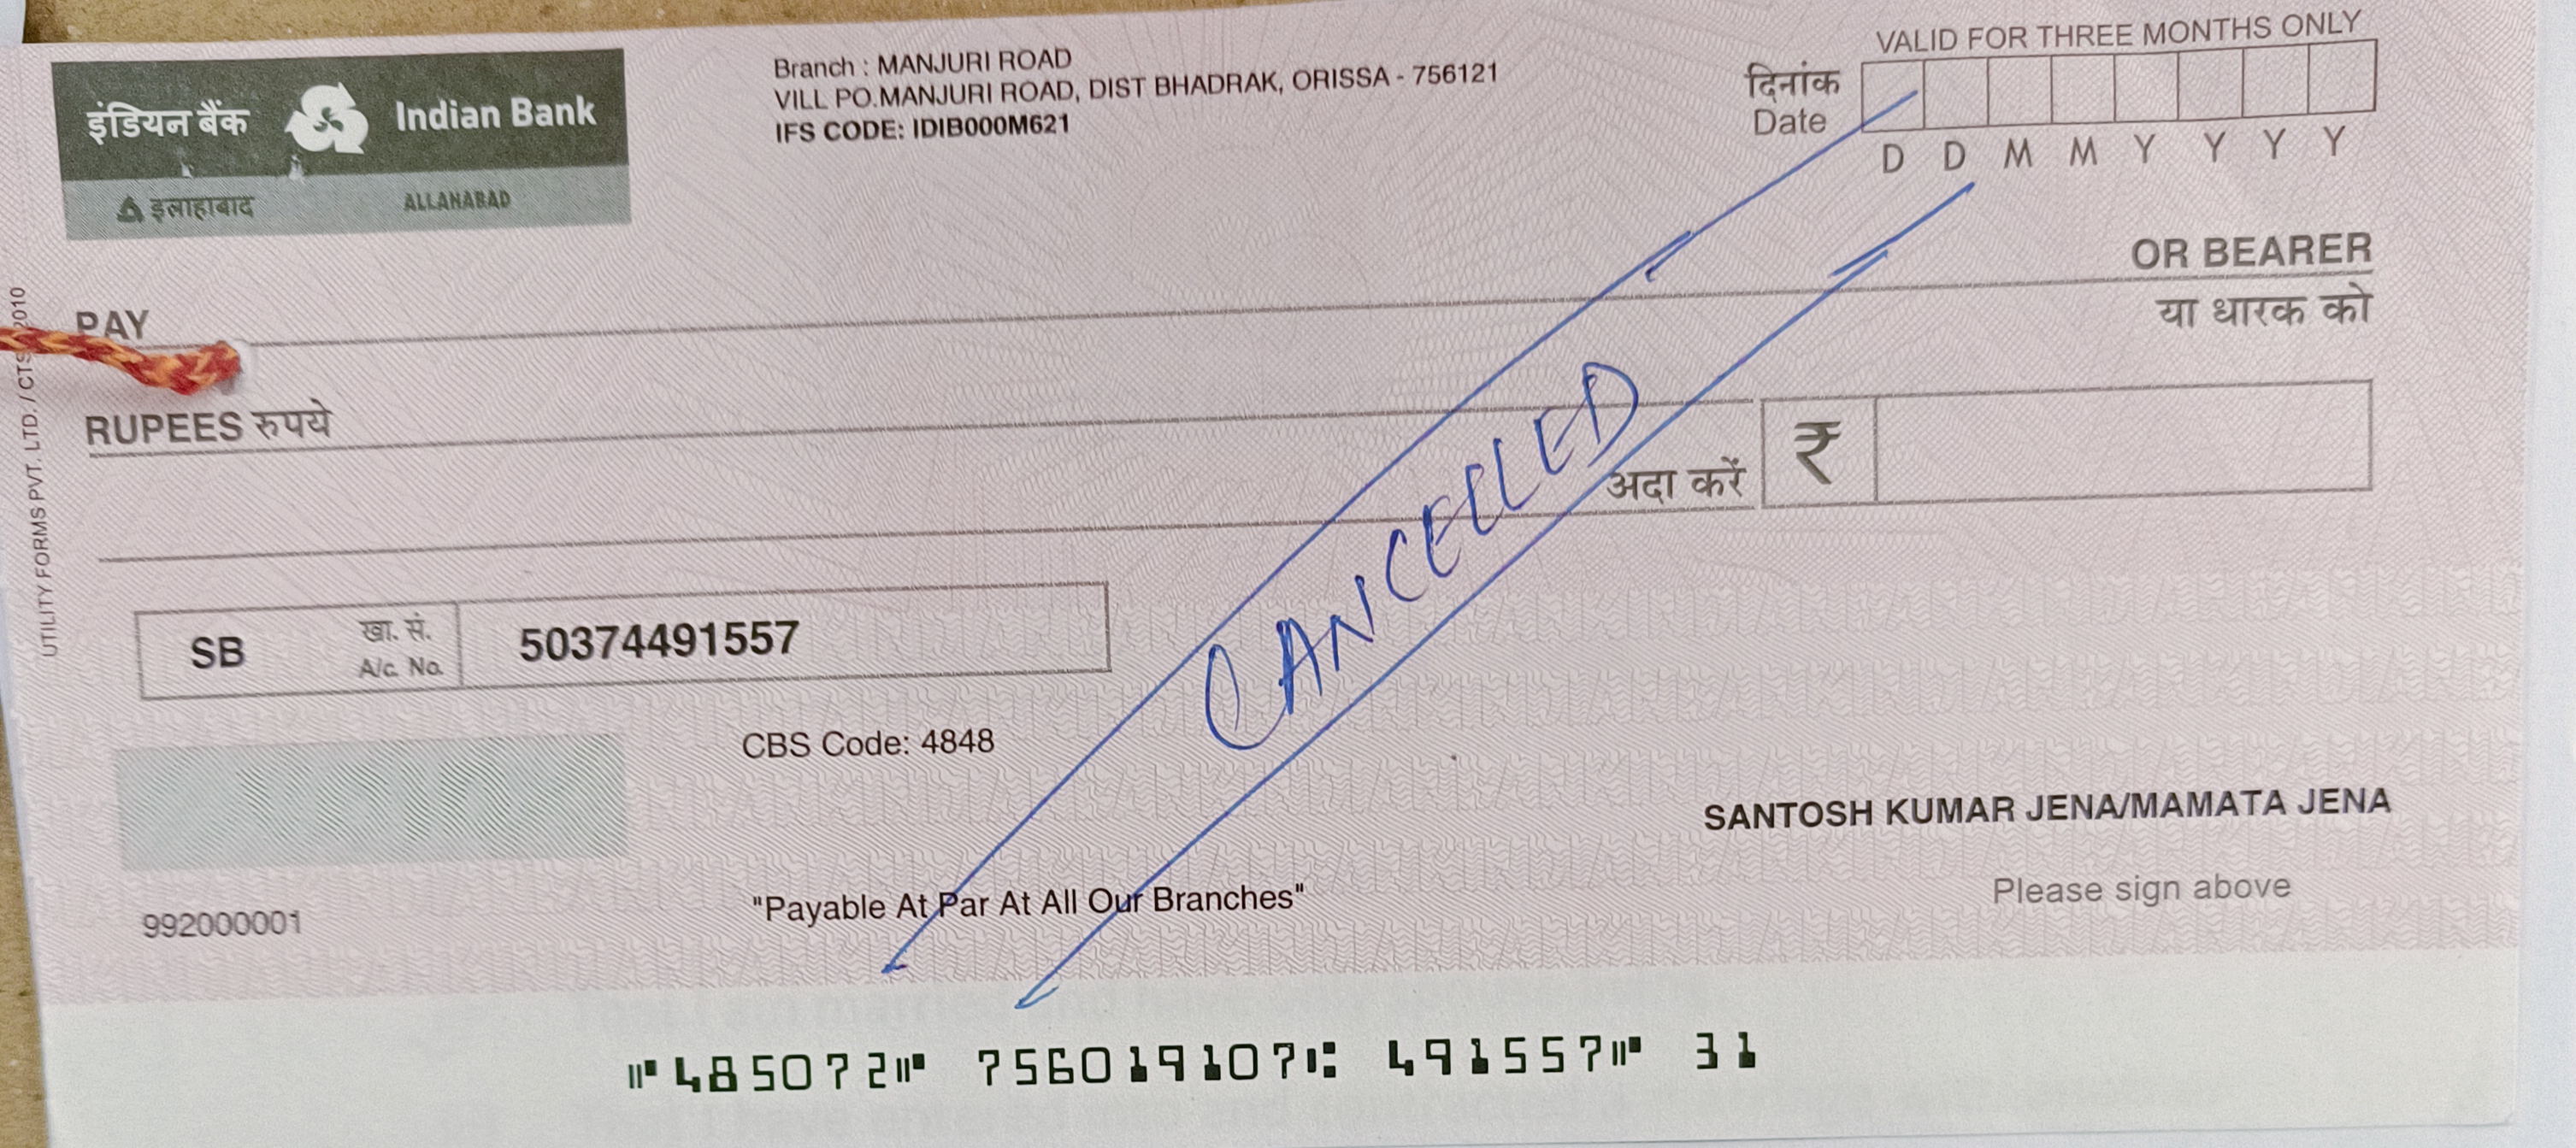 इंडियन बैंक Indian Bank
इलाहाबाद ALLAHABAD
Branch : MANJURI ROAD
VILL PO.MANJURI ROAD, DIST BHADRAK, ORISSA - 756121
IFS CODE: IDIB000M621
VALID FOR THREE MONTHS ONLY
दिनांक
Date
D D M M Y Y Y Y
PAY
OR BEARER
या धारक को
RUPEES रुपये
अदा करें ₹
CANCELLED
SB खा. सं. 50374491557
A/c. No.
CBS Code: 4848
SANTOSH KUMAR JENA/MAMATA JENA
Please sign above
"Payable At Par At All Our Branches"
992000001
⑈485072⑈ 756019107⑆ 491557⑈ 31
UTILITY FORMS PVT. LTD. / CTS 2010